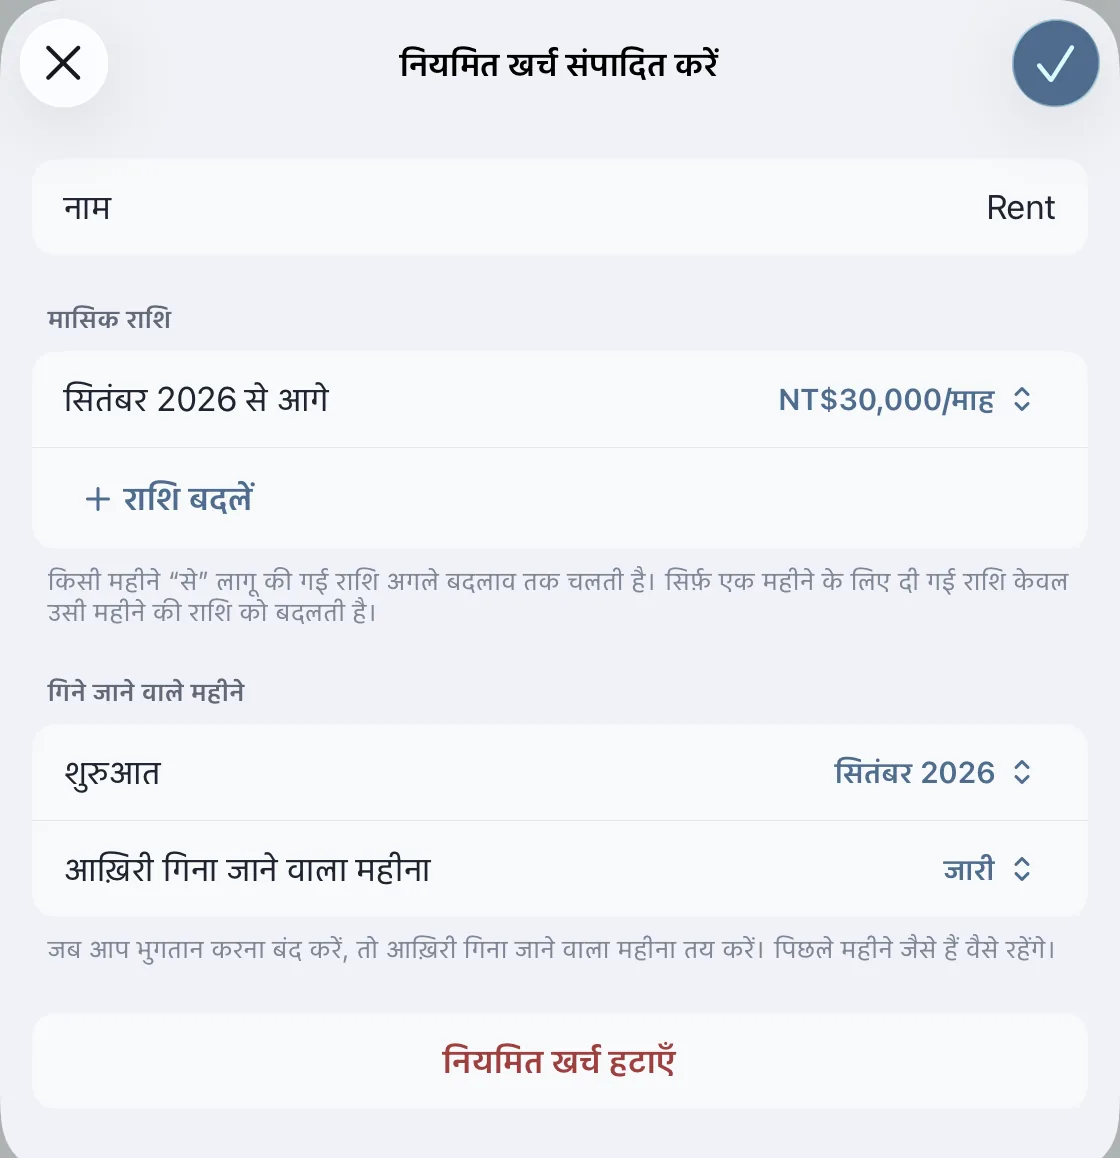 नियमित खर्च संपादित करें
नाम Rent
मासिक राशि
सितंबर 2026 से आगे NT$30,000/माह
+ राशि बदलें
किसी महीने “से” लागू की गई राशि अगले बदलाव तक चलती है। सिर्फ़ एक महीने के लिए दी गई राशि केवल
उसी महीने की राशि को बदलती है।
गिने जाने वाले महीने
शुरुआत सितंबर 2026
आख़िरी गिना जाने वाला महीना जारी
जब आप भुगतान करना बंद करें, तो आख़िरी गिना जाने वाला महीना तय करें। पिछले महीने जैसे हैं वैसे रहेंगे।
नियमित खर्च हटाएँ